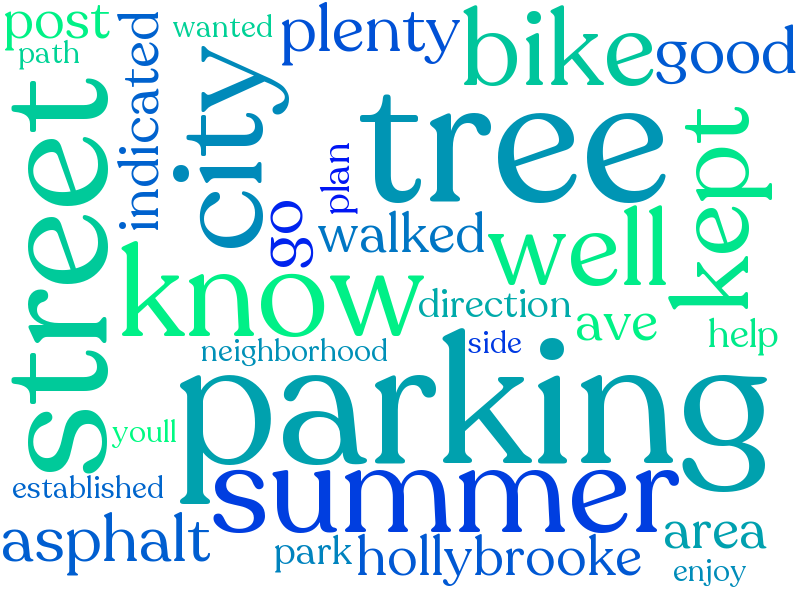 post
path
wanted
plenty
bike
good
street
indicated
city
tree
kept
plan
go
walked
well
know
direction
ave
help
neighborhood
side
parking
youll
summer
established
asphalt
park
hollybrooke
area
enjoy